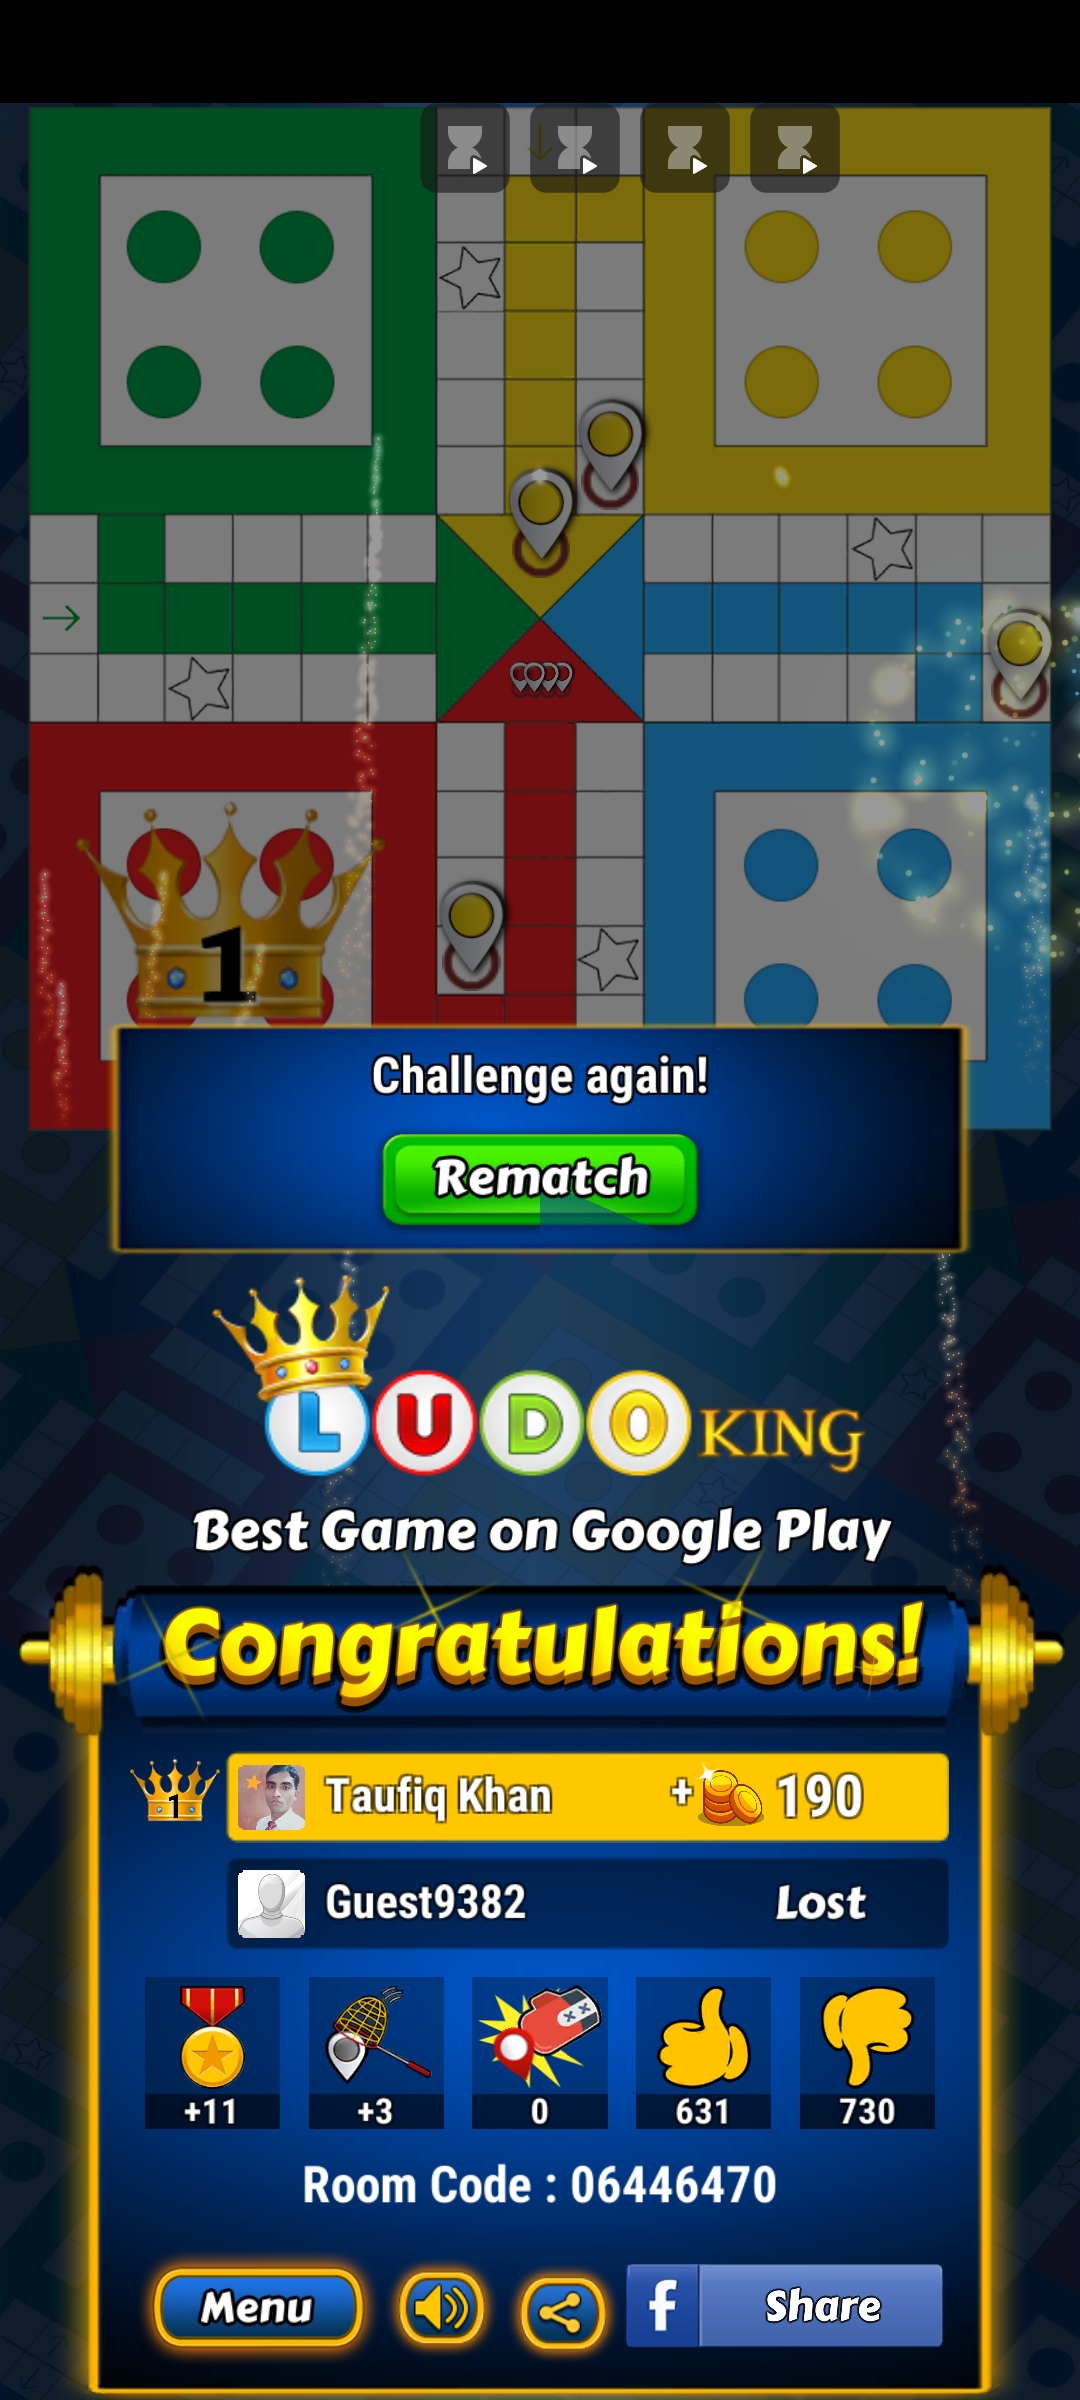 1
Challenge again!
Rematch
LUDO KING
Best Game on Google Play
Congratulations!
1 Taufiq Khan + 190
Guest9382 Lost
+11 +3 0 631 730
Room Code : 06446470
Menu f Share